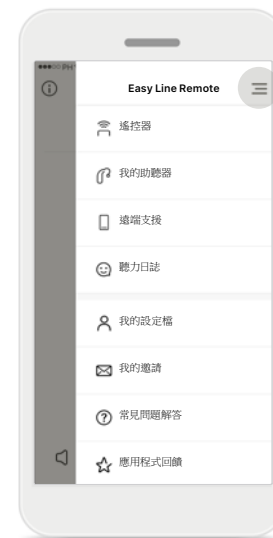 Easy Line Remote
遙控器
我的助聽器
遠端支援
聽力日誌
我的設定檔
我的邀請
常見問題解答
應用程式回饋